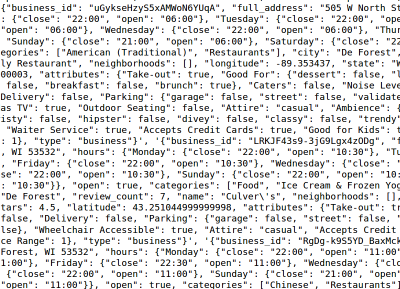 {"business_id": "uGykseHzyS5xAMWoN6YUqA", "full_address": "505 W North St
{"close": "22:00", "open": "06:00"}, "Tuesday": {"close": "22:00", "ope
"open": "06:00"}, "Wednesday": {"close": "22:00", "open": "06:00"}, "Thur
 "Sunday": {"close": "21:00", "open": "06:00"}, "Saturday": {"close": "22
egories": ["American (Traditional)", "Restaurants"], "city": "De Forest",
ly Restaurant", "neighborhoods": [], "longitude": -89.353437, "state": "W
00003, "attributes": {"Take-out": true, "Good For": {"dessert": false, "l
 false, "breakfast": false, "brunch": true}, "Caters": false, "Noise Leve
Delivery": false, "Parking": {"garage": false, "street": false, "validate
as TV": true, "Outdoor Seating": false, "Attire": "casual", "Ambience": {
isty": false, "hipster": false, "divey": false, "classy": false, "trendy"
 "Waiter Service": true, "Accepts Credit Cards": true, "Good for Kids": t
 1}, "type": "business"}', '{"business_id": "LRKJF43s9-3jG9Lgx4zODg", "f
, WI 53532", "hours": {"Monday": {"close": "22:00", "open": "10:30"}, "Tu
, "Friday": {"close": "22:00", "open": "10:30"}, "Wednesday": {"close": "
se": "22:00", "open": "10:30"}, "Sunday": {"close": "22:00", "open": "10:
: "10:30"}}, "open": true, "categories": ["Food", "Ice Cream & Frozen Yog
"De Forest", "review_count": 7, "name": "Culver\'s", "neighborhoods": [],
tars": 4.5, "latitude": 43.251044999999998, "attributes": {"Take-out": tr
false, "Delivery": false, "Parking": {"garage": false, "street": false, "
lse}, "Wheelchair Accessible": true, "Attire": "casual", "Accepts Credit
ce Range": 1}, "type": "business"}', '{"business_id": "RgDg-k9S5YD_BaxMck
Forest, WI 53532", "hours": {"Monday": {"close": "22:00", "open": "11:00"
1:00"}, "Friday": {"close": "22:30", "open": "11:00"}, "Wednesday": {"clo
 {"close": "22:00", "open": "11:00"}, "Sunday": {"close": "21:00", "open"
 "open": "11:00"}}, "open": true, "categories": ["Chinese", "Restaurants"]